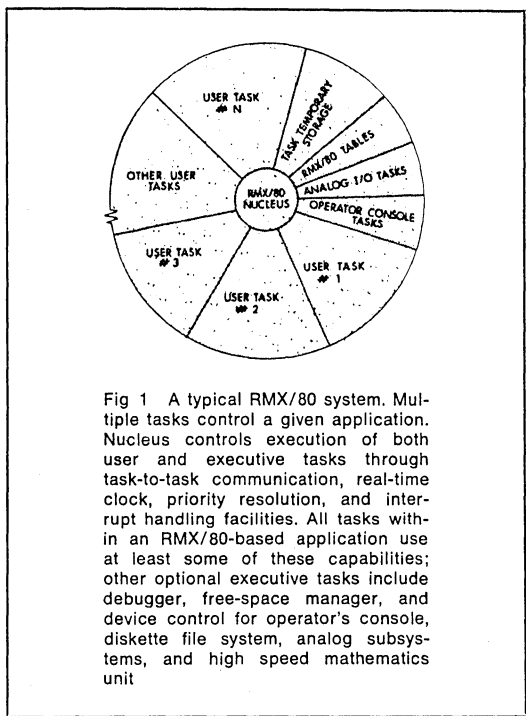 USER TASK
# N
TASK TEMPORARY
STORAGE
RMX/80 TABLES
ANALOG I/O TASKS
OPERATOR CONSOLE
TASKS
USER TASK
# 1
USER TASK
# 2
USER TASK
# 3
OTHER USER
TASKS
RMX/80
NUCLEUS
Fig 1 A typical RMX/80 system. Mul-
tiple tasks control a given application.
Nucleus controls execution of both
user and executive tasks through
task-to-task communication, real-time
clock, priority resolution, and inter-
rupt handling facilities. All tasks with-
in an RMX/80-based application use
at least some of these capabilities;
other optional executive tasks include
debugger, free-space manager, and
device control for operator's console,
diskette file system, analog subsys-
tems, and high speed mathematics
unit